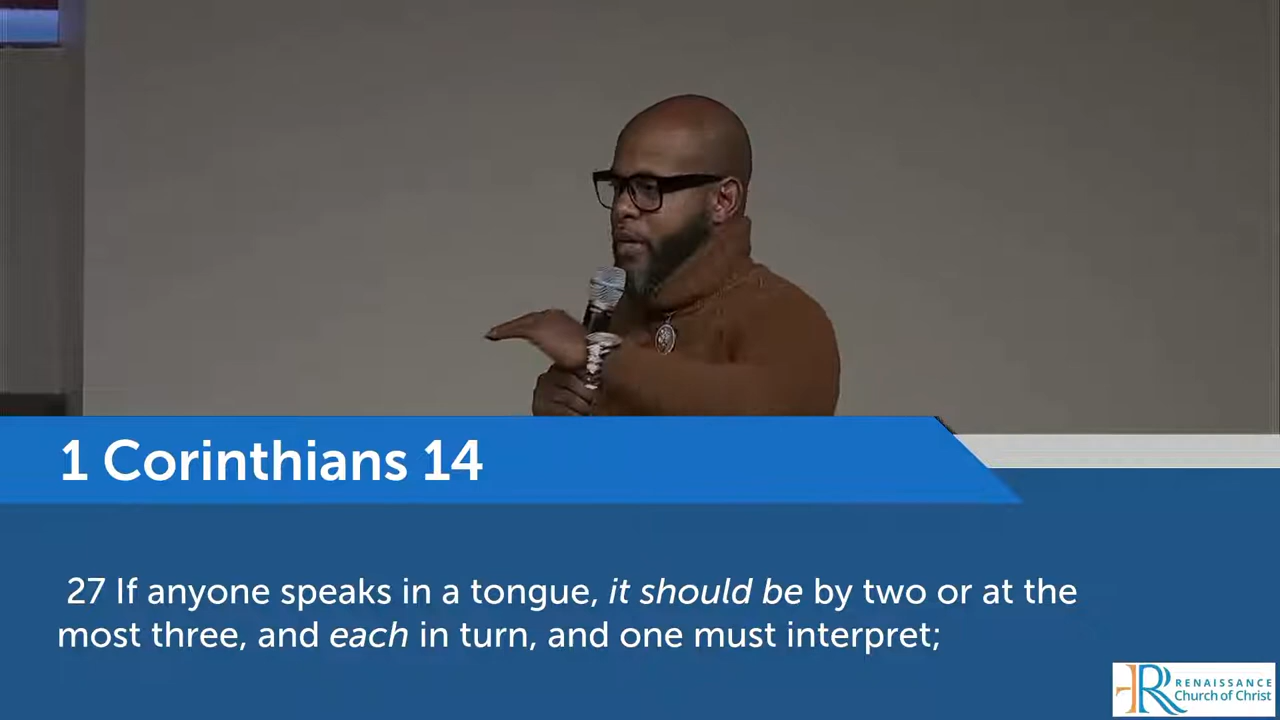 1 Corinthians 14
27 If anyone speaks in a tongue, it should be by two or at the
most three, and each in turn, and one must interpret;
RENAISSANCE
Church of Christ